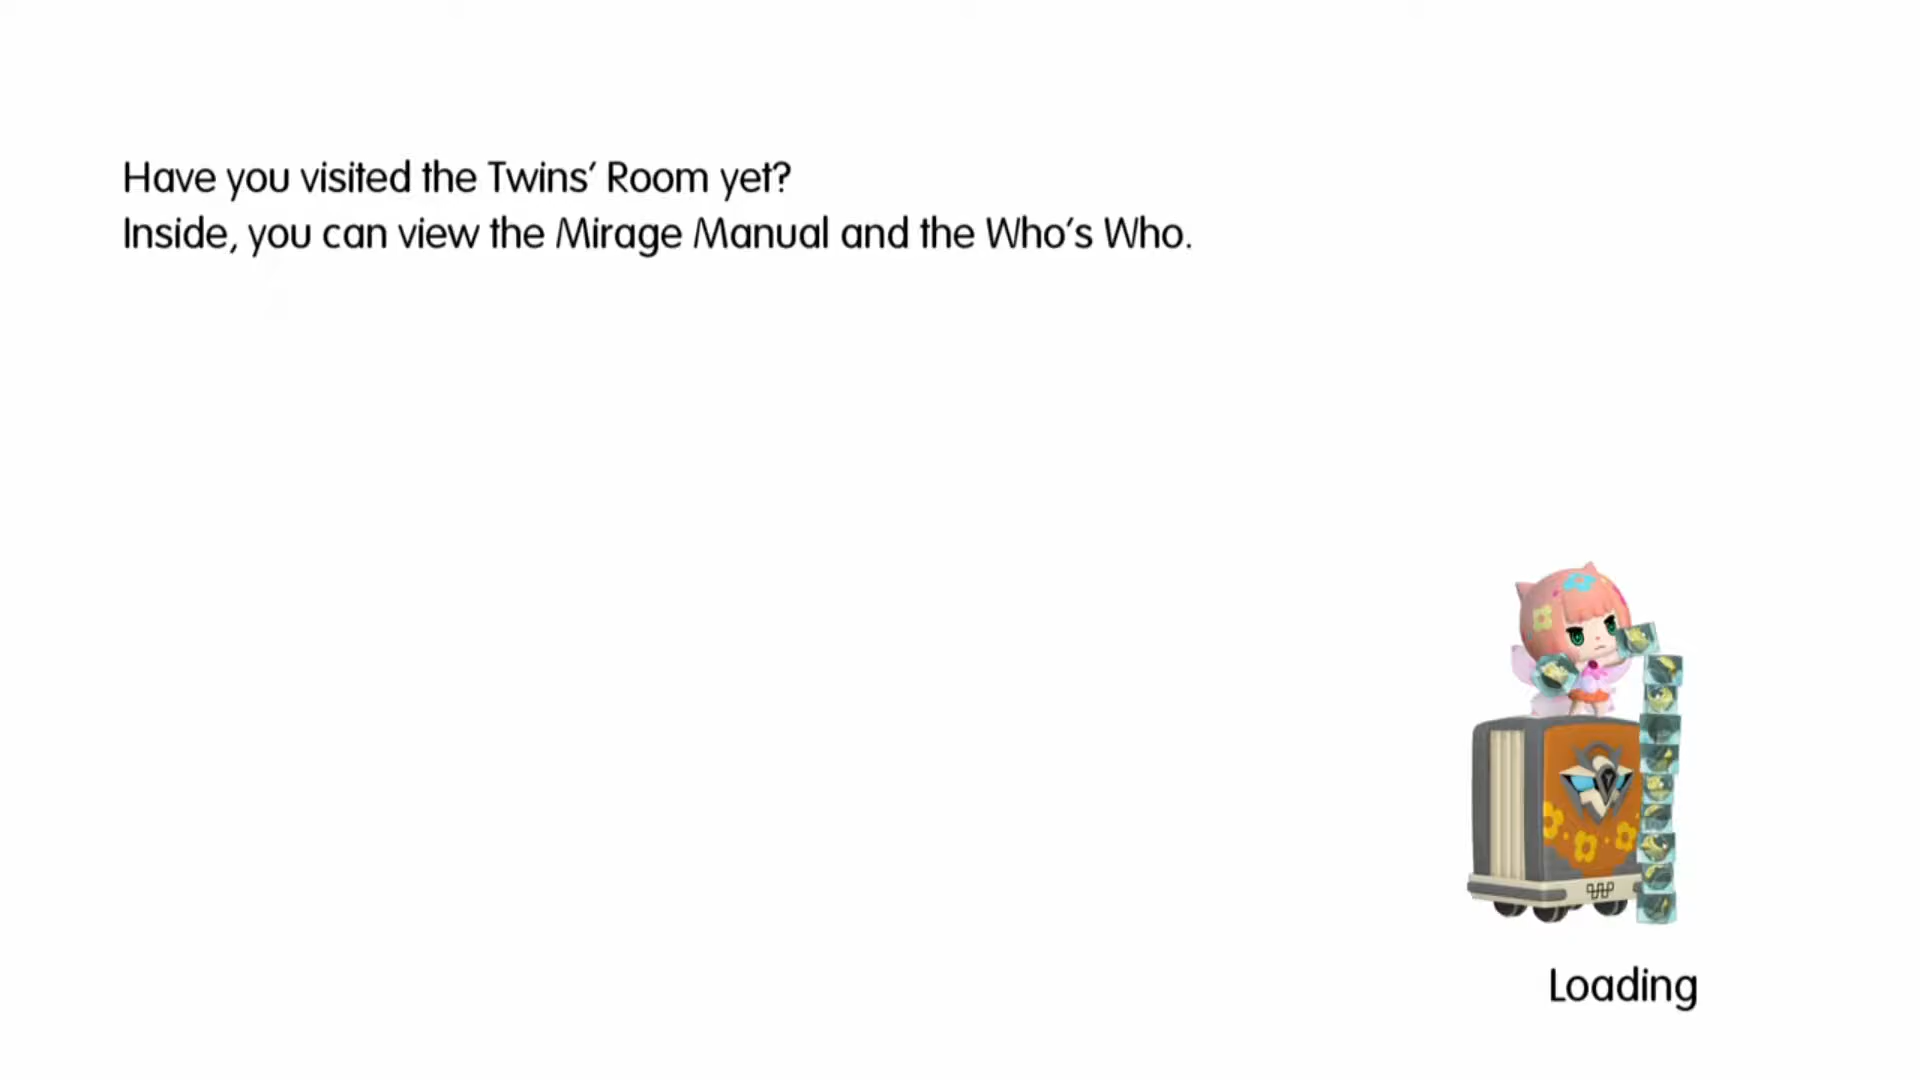 Have you visited the Twins' Room yet?
Inside, you can view the Mirage Manual and the Who's Who.
Loading